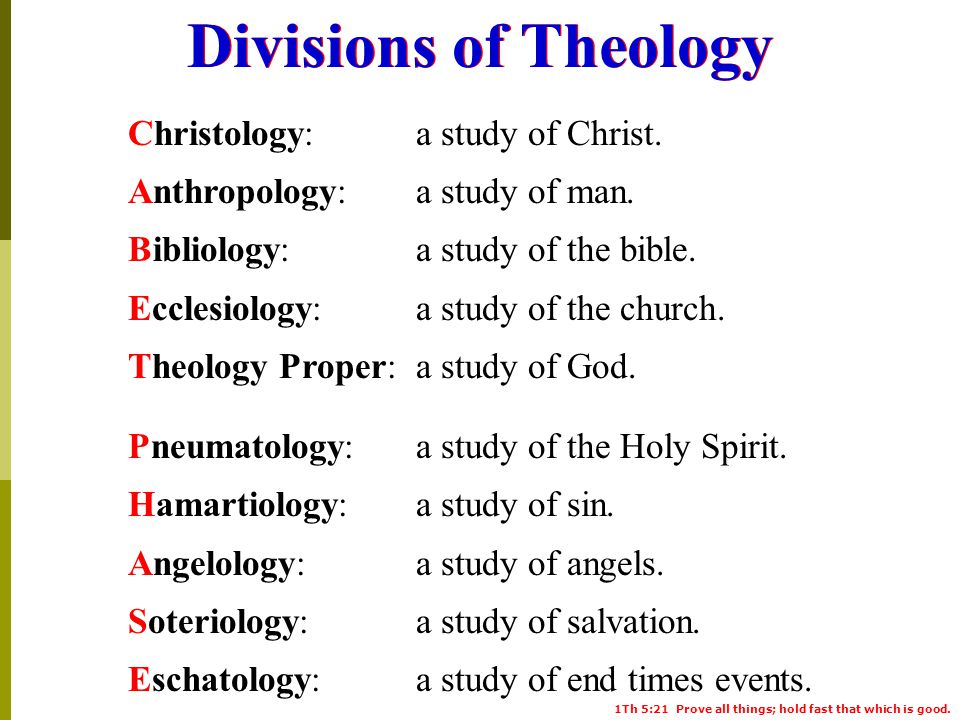 Divisions of Theology
Christology: a study of Christ.
Anthropology: a study of man.
Bibliology: a study of the bible.
Ecclesiology: a study of the church.
Theology Proper: a study of God.
Pneumatology: a study of the Holy Spirit.
Hamartiology: a study of sin.
Angelology: a study of angels.
Soteriology: a study of salvation.
Eschatology: a study of end times events.
1Th 5:21 Prove all things; hold fast that which is good.